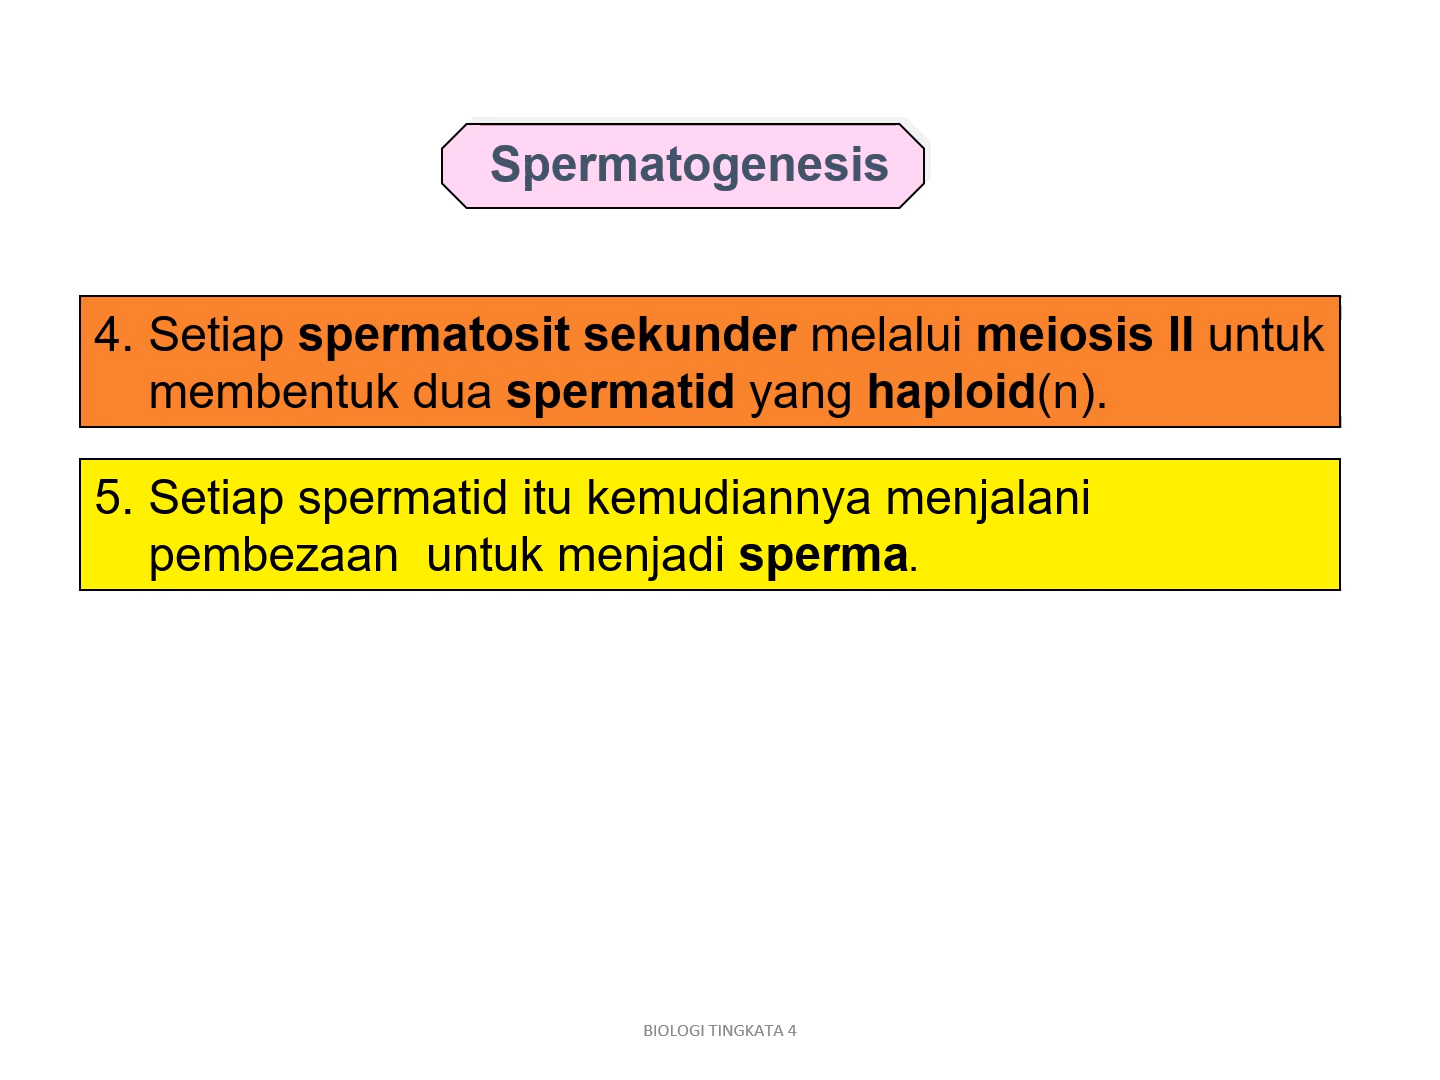 Spermatogenesis
4. Setiap spermatosit sekunder melalui meiosis II untuk
membentuk dua spermatid yang haploid(n).
5. Setiap spermatid itu kemudiannya menjalani
pembezaan  untuk menjadi sperma.
BIOLOGI TINGKATA 4